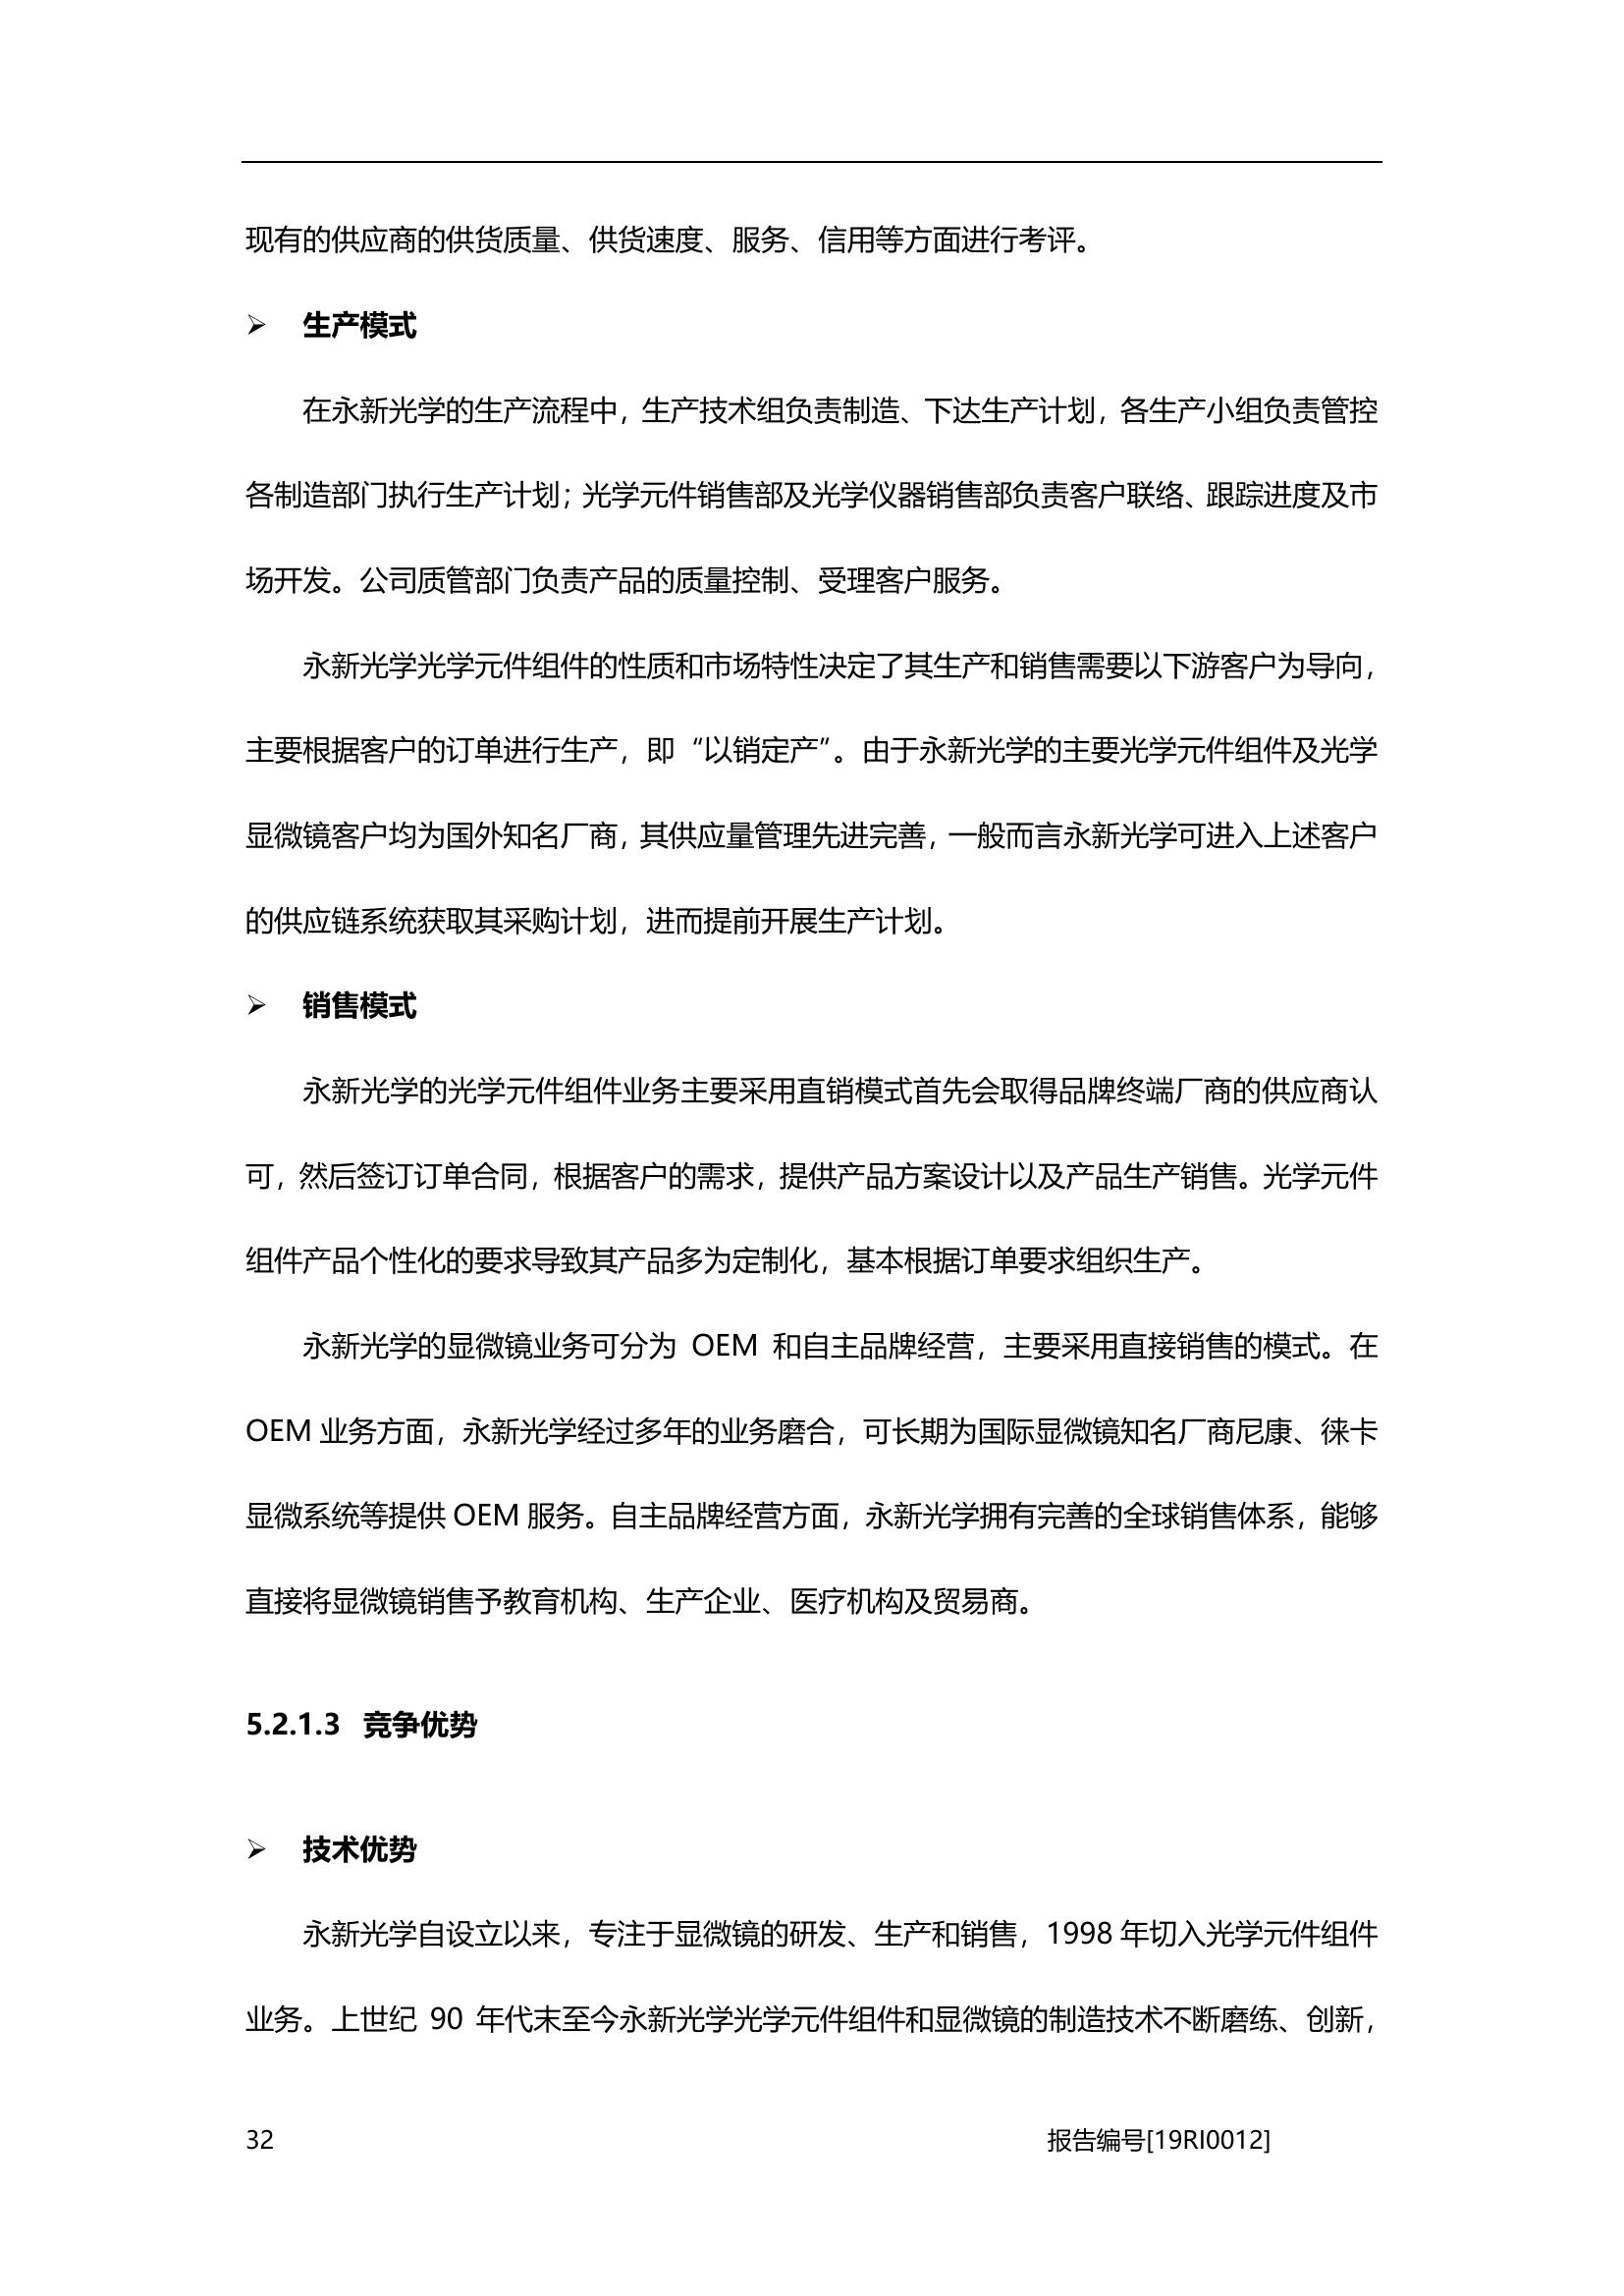 现有的供应商的供货质量、供货速度、服务、信用等方面进行考评。
➢ 生产模式
在永新光学的生产流程中，生产技术组负责制造、下达生产计划，各生产小组负责管控
各制造部门执行生产计划；光学元件销售部及光学仪器销售部负责客户联络、跟踪进度及市
场开发。公司质管部门负责产品的质量控制、受理客户服务。
永新光学光学元件组件的性质和市场特性决定了其生产和销售需要以下游客户为导向，
主要根据客户的订单进行生产，即“以销定产”。由于永新光学的主要光学元件组件及光学
显微镜客户均为国外知名厂商，其供应量管理先进完善，一般而言永新光学可进入上述客户
的供应链系统获取其采购计划，进而提前开展生产计划。
➢ 销售模式
永新光学的光学元件组件业务主要采用直销模式首先会取得品牌终端厂商的供应商认
可，然后签订订单合同，根据客户的需求，提供产品方案设计以及产品生产销售。光学元件
组件产品个性化的要求导致其产品多为定制化，基本根据订单要求组织生产。
永新光学的显微镜业务可分为 OEM 和自主品牌经营，主要采用直接销售的模式。在
OEM 业务方面，永新光学经过多年的业务磨合，可长期为国际显微镜知名厂商尼康、徕卡
显微系统等提供 OEM 服务。自主品牌经营方面，永新光学拥有完善的全球销售体系，能够
直接将显微镜销售予教育机构、生产企业、医疗机构及贸易商。
5.2.1.3 竞争优势
➢ 技术优势
永新光学自设立以来，专注于显微镜的研发、生产和销售，1998 年切入光学元件组件
业务。上世纪 90 年代末至今永新光学光学元件组件和显微镜的制造技术不断磨练、创新，
32 报告编号[19RI0012]